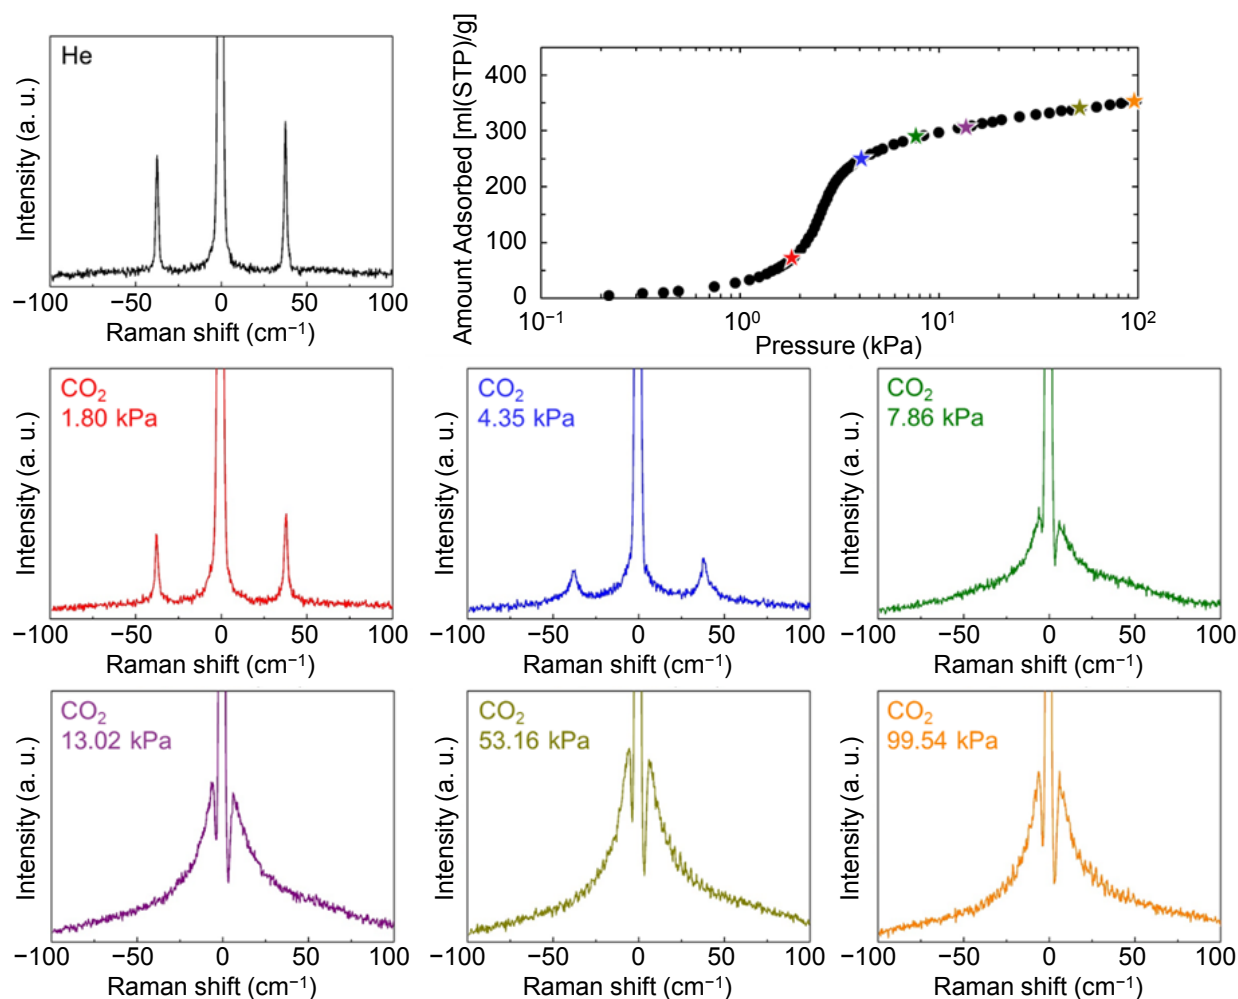 He
Intensity (a. u.)
−100 −50 0 50 100
Raman shift (cm⁻¹)
Amount Adsorbed [ml(STP)/g]
400
300
200
100
0
10⁻¹ 10⁰ 10¹ 10²
Pressure (kPa)
CO₂
1.80 kPa
Intensity (a. u.)
−100 −50 0 50 100
Raman shift (cm⁻¹)
CO₂
4.35 kPa
Intensity (a. u.)
−100 −50 0 50 100
Raman shift (cm⁻¹)
CO₂
7.86 kPa
Intensity (a. u.)
−100 −50 0 50 100
Raman shift (cm⁻¹)
CO₂
13.02 kPa
Intensity (a. u.)
−100 −50 0 50 100
Raman shift (cm⁻¹)
CO₂
53.16 kPa
Intensity (a. u.)
−100 −50 0 50 100
Raman shift (cm⁻¹)
CO₂
99.54 kPa
Intensity (a. u.)
−100 −50 0 50 100
Raman shift (cm⁻¹)